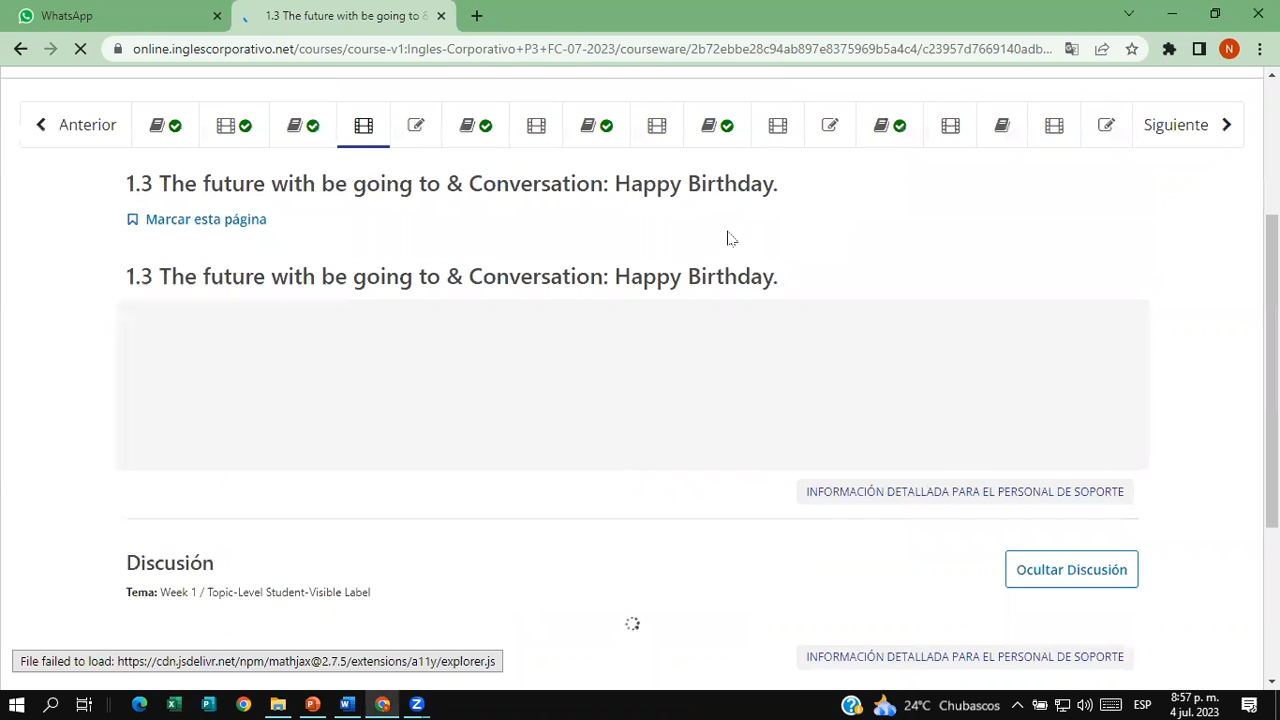 WhatsApp
1.3 The future with be going to &
online.inglescorporativo.net/courses/course-v1:Ingles-Corporativo+P3+FC-07-2023/courseware/2b72ebbe28c94ab897e8375969b5a4c4/c23957d7669140adb...
N
Anterior
Siguiente
1.3 The future with be going to & Conversation: Happy Birthday.
Marcar esta página
1.3 The future with be going to & Conversation: Happy Birthday.
INFORMACIÓN DETALLADA PARA EL PERSONAL DE SOPORTE
Discusión
Ocultar Discusión
Tema: Week 1 / Topic-Level Student-Visible Label
File failed to load: https://cdn.jsdelivr.net/npm/mathjax@2.7.5/extensions/a11y/explorer.js
INFORMACIÓN DETALLADA PARA EL PERSONAL DE SOPORTE
24°C Chubascos
ESP
8:57 p. m.
4 jul. 2023